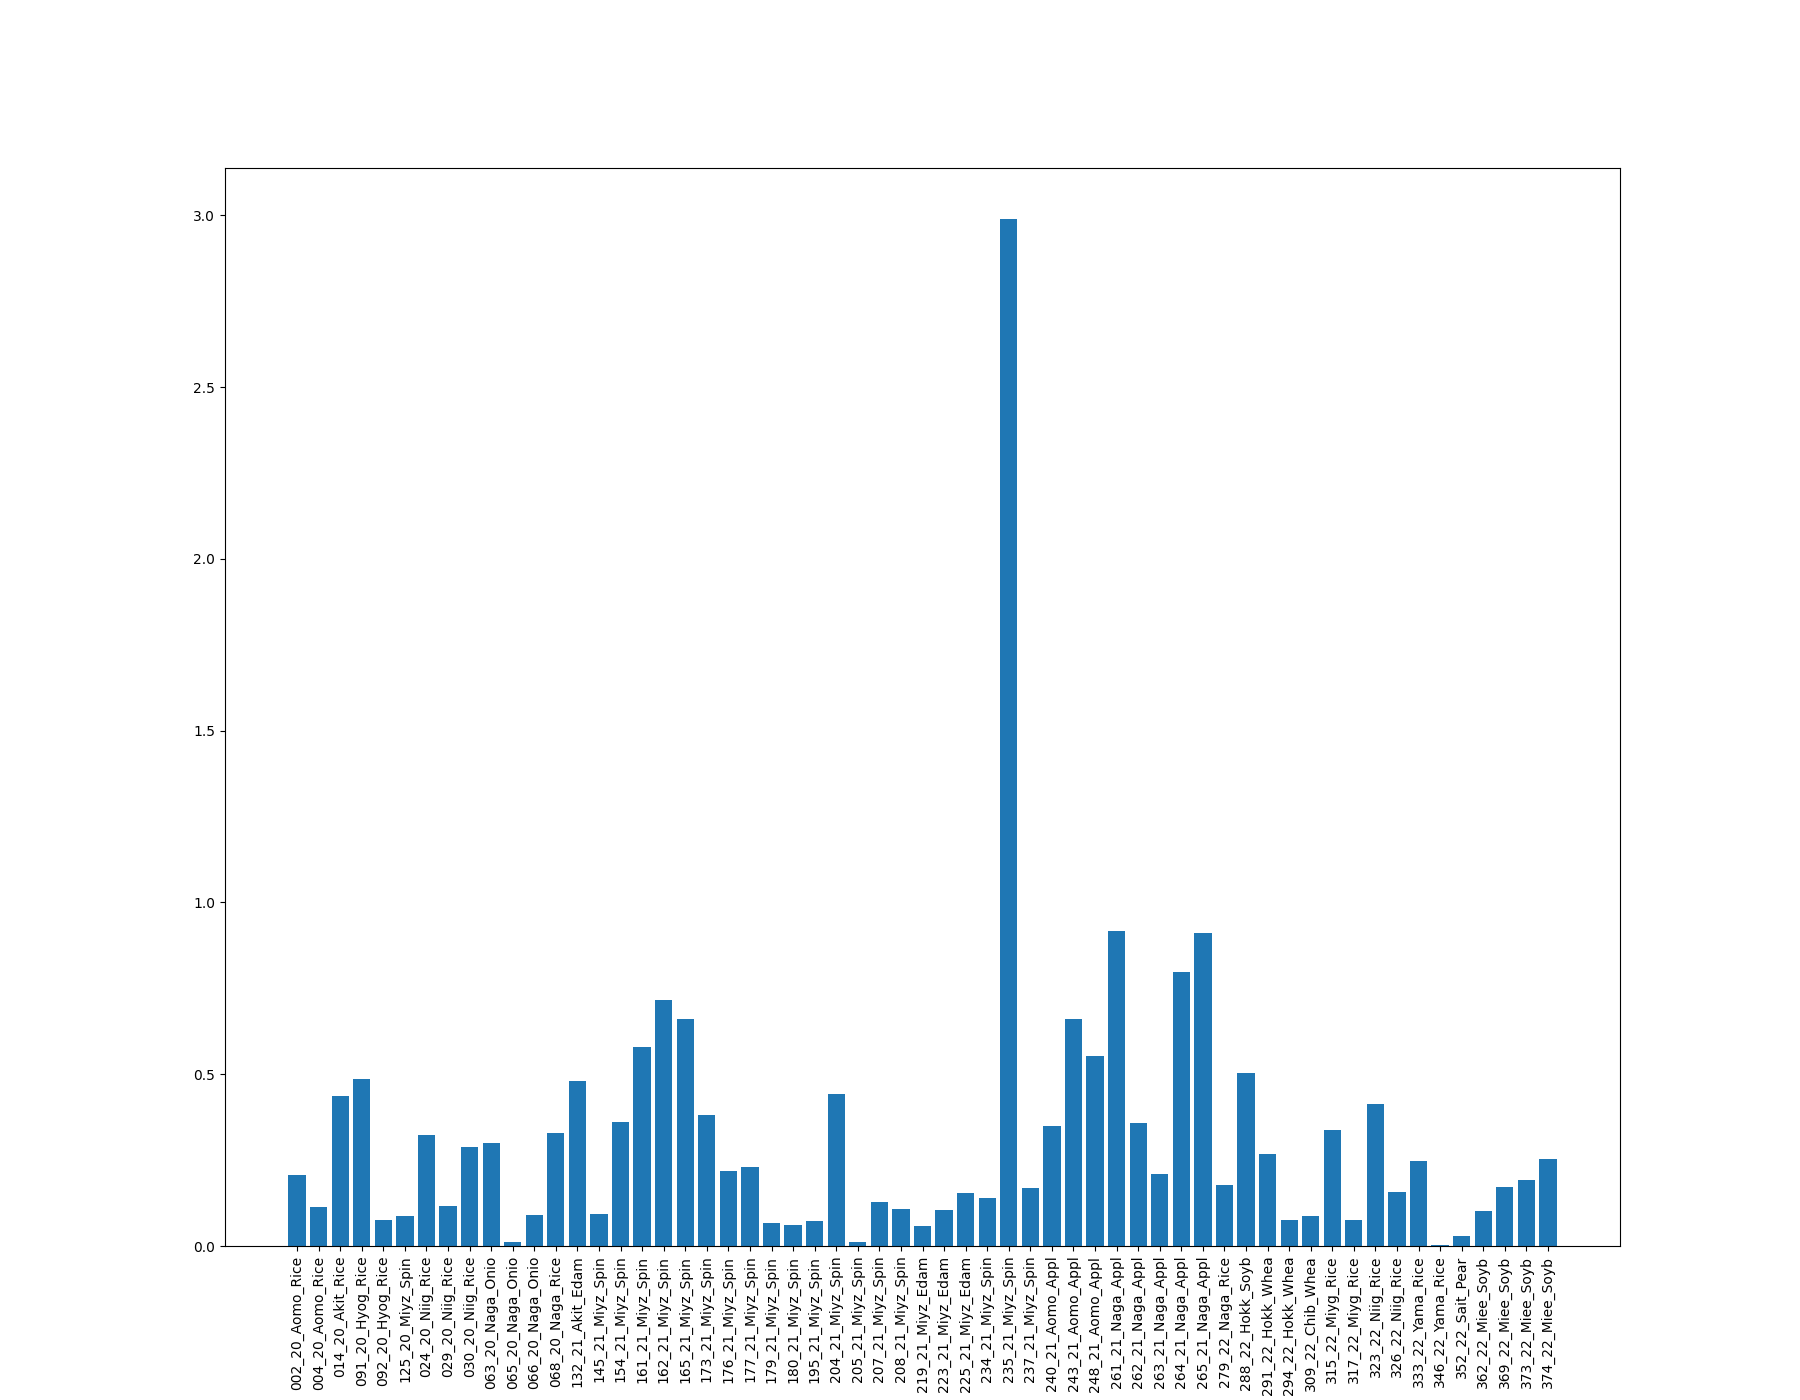 3.0
2.5
2.0
1.5
1.0
0.5
0.0
002_20_Aomo_Rice
004_20_Aomo_Rice
014_20_Akit_Rice
091_20_Hyog_Rice
092_20_Hyog_Rice
125_20_Miyz_Spin
024_20_Niig_Rice
029_20_Niig_Rice
030_20_Niig_Rice
063_20_Naga_Onio
065_20_Naga_Onio
066_20_Naga_Onio
068_20_Naga_Rice
132_21_Akit_Edam
145_21_Miyz_Spin
154_21_Miyz_Spin
161_21_Miyz_Spin
162_21_Miyz_Spin
165_21_Miyz_Spin
173_21_Miyz_Spin
176_21_Miyz_Spin
177_21_Miyz_Spin
179_21_Miyz_Spin
180_21_Miyz_Spin
195_21_Miyz_Spin
204_21_Miyz_Spin
205_21_Miyz_Spin
207_21_Miyz_Spin
208_21_Miyz_Spin
219_21_Miyz_Edam
223_21_Miyz_Edam
225_21_Miyz_Edam
234_21_Miyz_Spin
235_21_Miyz_Spin
237_21_Miyz_Spin
240_21_Aomo_Appl
243_21_Aomo_Appl
248_21_Aomo_Appl
261_21_Naga_Appl
262_21_Naga_Appl
263_21_Naga_Appl
264_21_Naga_Appl
265_21_Naga_Appl
279_22_Naga_Rice
288_22_Hokk_Soyb
291_22_Hokk_Whea
294_22_Hokk_Whea
309_22_Chib_Whea
315_22_Miyg_Rice
317_22_Miyg_Rice
323_22_Niig_Rice
326_22_Niig_Rice
333_22_Yama_Rice
346_22_Yama_Rice
352_22_Sait_Pear
362_22_Miee_Soyb
369_22_Miee_Soyb
373_22_Miee_Soyb
374_22_Miee_Soyb